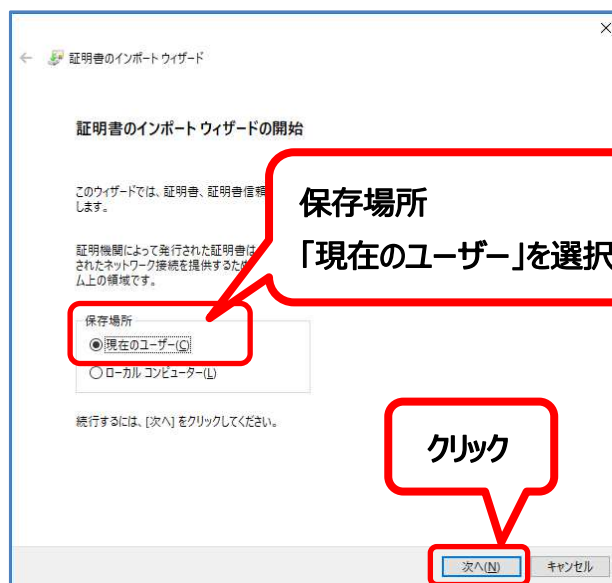 証明書のインポート ウィザード
証明書のインポート ウィザードの開始
このウィザードでは、証明書、証明書信頼
します。
保存場所
「現在のユーザー」を選択
証明機関によって発行された証明書は
されたネットワーク接続を提供するため
ム上の領域です。
保存場所
現在のユーザー(C)
ローカル コンピューター(L)
続行するには、[次へ] をクリックしてください。
クリック
次へ(N)
キャンセル